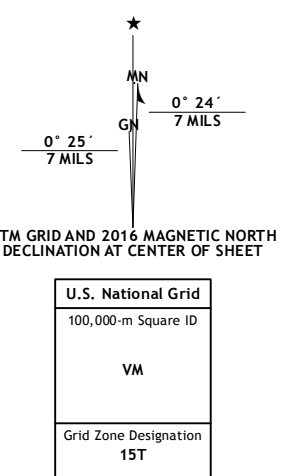 MN
0° 24´
7 MILS
GN
0° 25´
7 MILS
TM GRID AND 2016 MAGNETIC NORTH
DECLINATION AT CENTER OF SHEET
U.S. National Grid
100,000-m Square ID
VM
Grid Zone Designation
15T